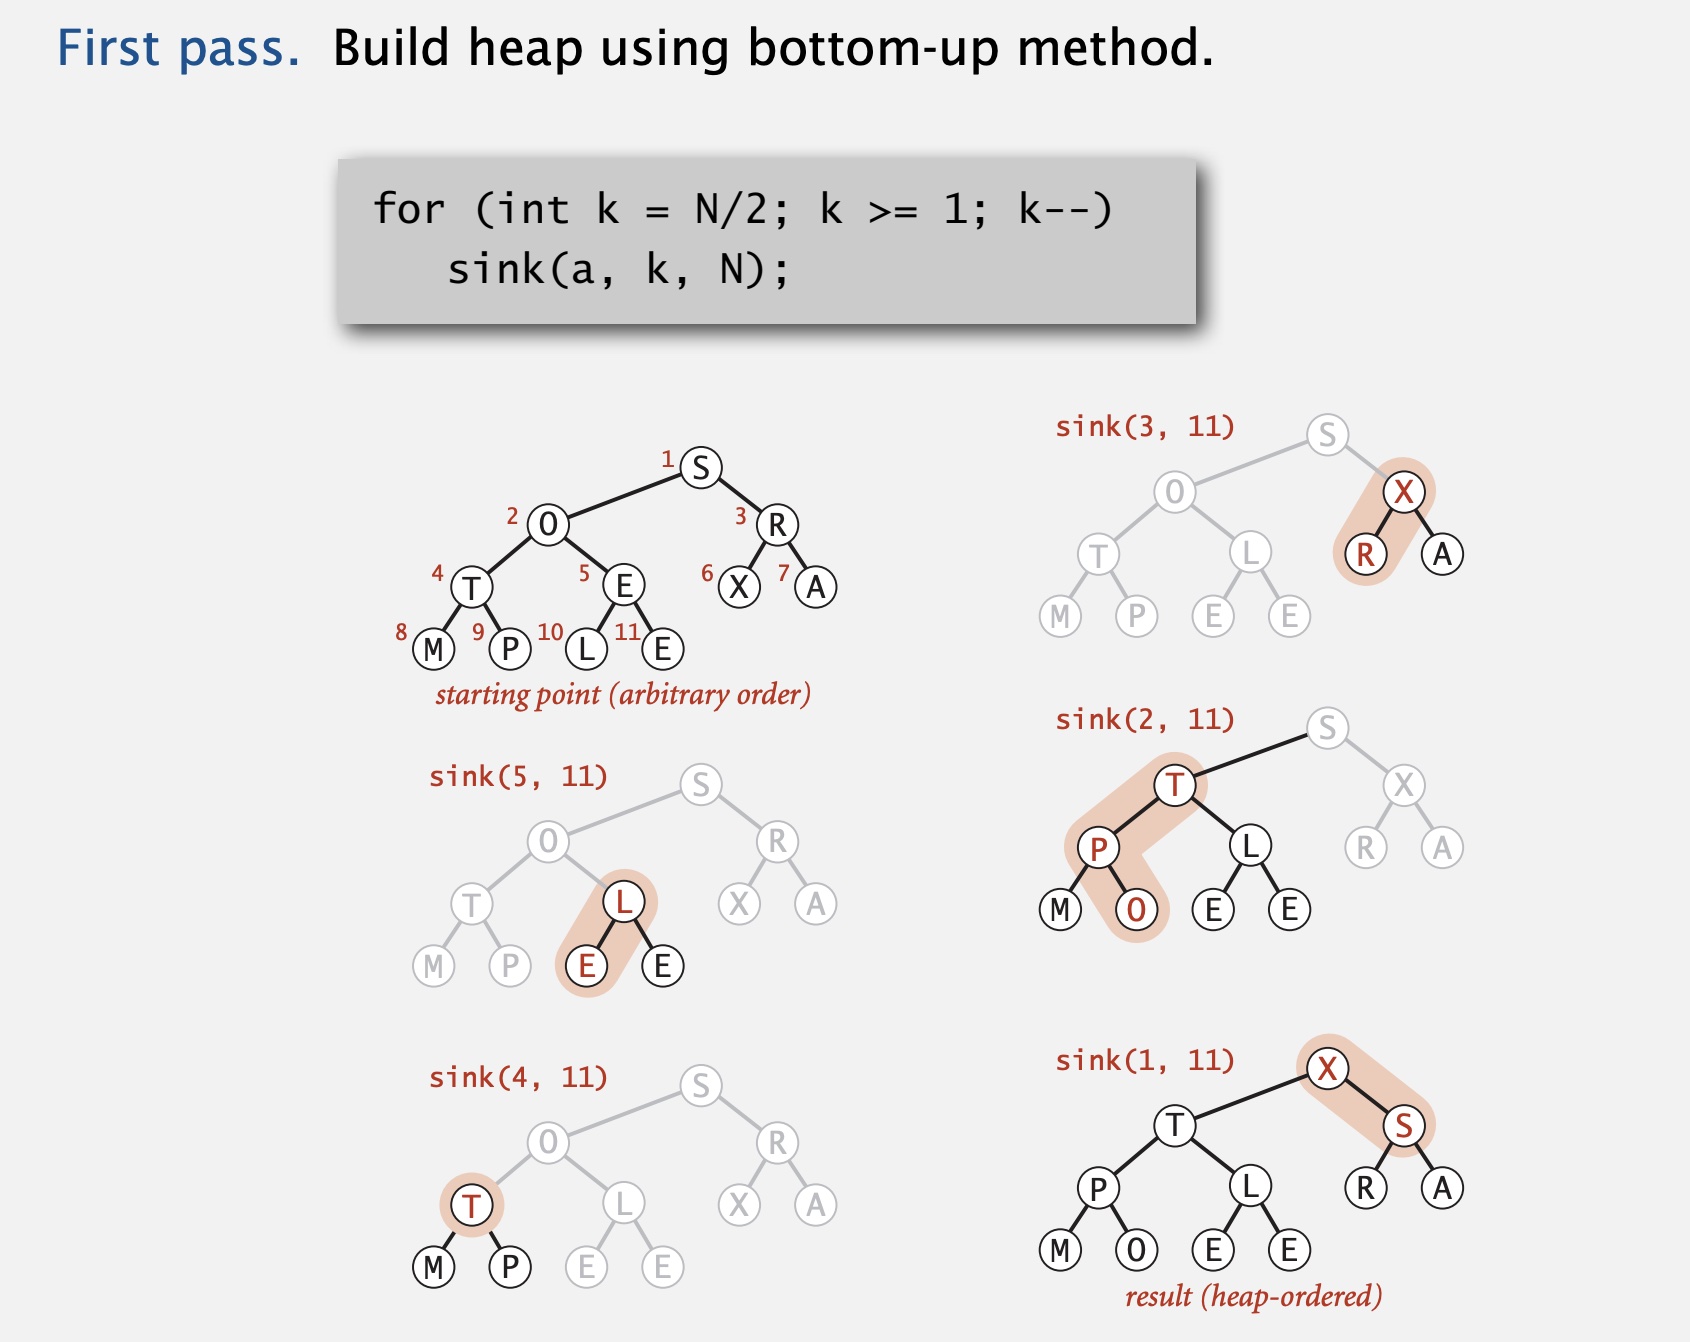 First pass. Build heap using bottom-up method.
for (int k = N/2; k >= 1; k--)
sink(a, k, N);
1 S
2 O 3 R
4 T 5 E 6 X 7 A
8 M 9 P 10 L 11 E
starting point (arbitrary order)
sink(5, 11)
S
O R
T L X A
M P E E
sink(4, 11)
S
O R
T L X A
M P E E
sink(3, 11)
S
O X
T L R A
M P E E
sink(2, 11)
S
T X
P L R A
M O E E
sink(1, 11)
X
T S
P L R A
M O E E
result (heap-ordered)